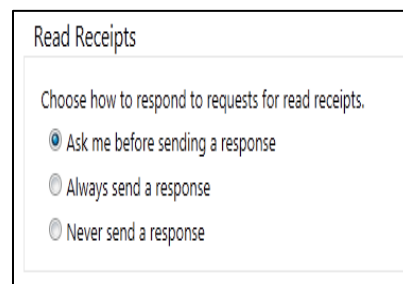 Read Receipts
Choose how to respond to requests for read receipts.
Ask me before sending a response
Always send a response
Never send a response